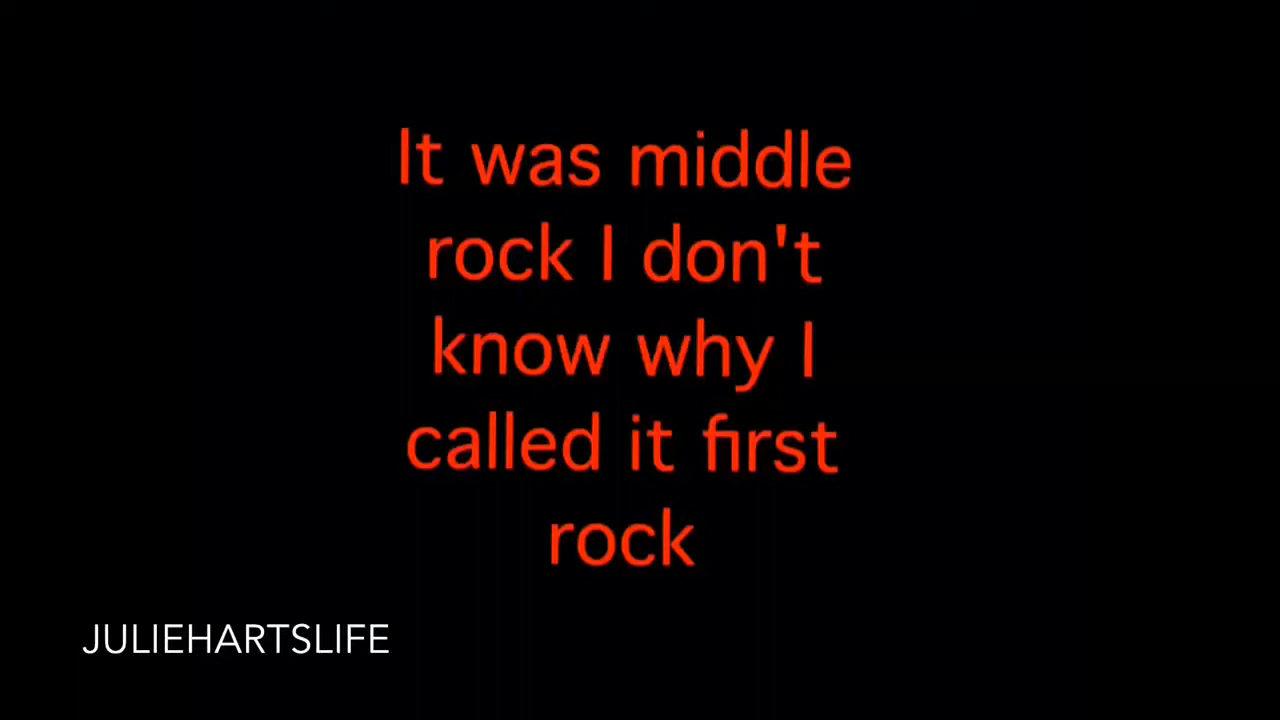 It was middle
rock I don't
know why I
called it first
rock
JULIEHARTSLIFE